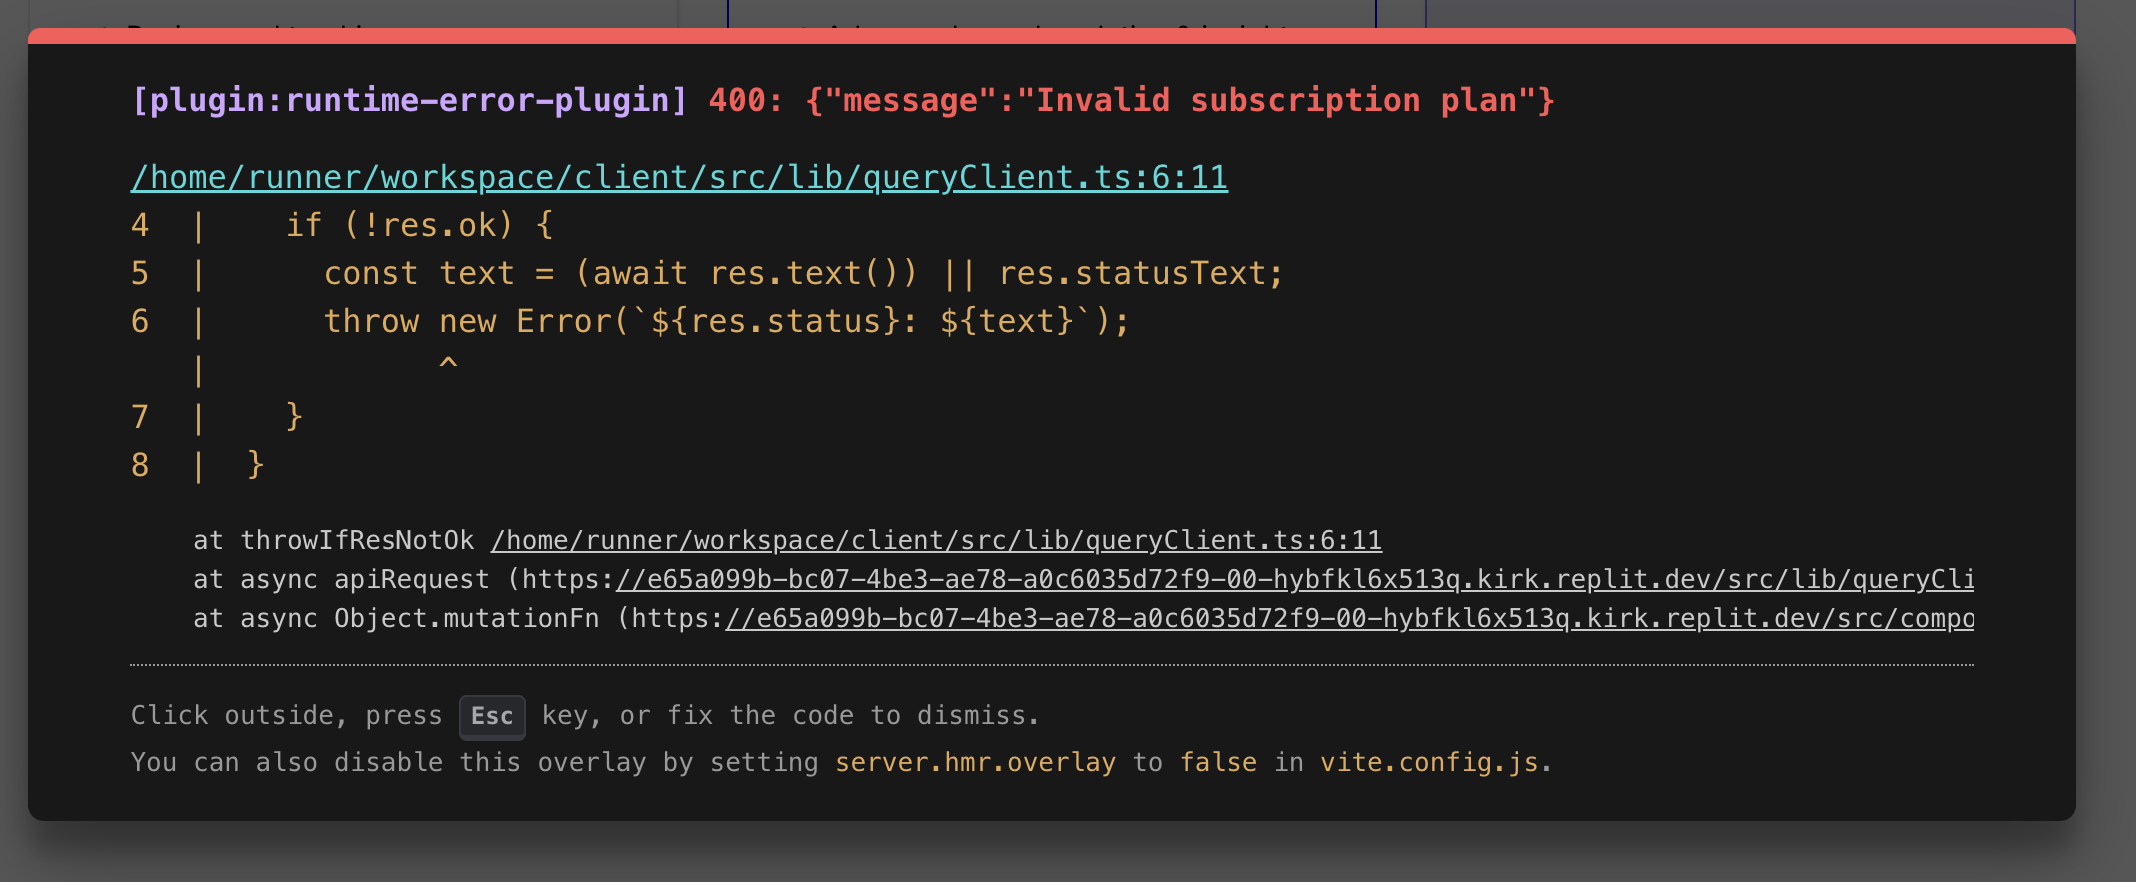 [plugin:runtime-error-plugin] 400: {"message":"Invalid subscription plan"}
/home/runner/workspace/client/src/lib/queryClient.ts:6:11
4  |    if (!res.ok) {
5  |      const text = (await res.text()) || res.statusText;
6  |      throw new Error(`${res.status}: ${text}`);
   |            ^
7  |    }
8  |  }
at throwIfResNotOk /home/runner/workspace/client/src/lib/queryClient.ts:6:11
at async apiRequest (https://e65a099b-bc07-4be3-ae78-a0c6035d72f9-00-hybfkl6x513q.kirk.replit.dev/src/lib/queryCli
at async Object.mutationFn (https://e65a099b-bc07-4be3-ae78-a0c6035d72f9-00-hybfkl6x513q.kirk.replit.dev/src/compo
Click outside, press Esc key, or fix the code to dismiss.
You can also disable this overlay by setting server.hmr.overlay to false in vite.config.js.